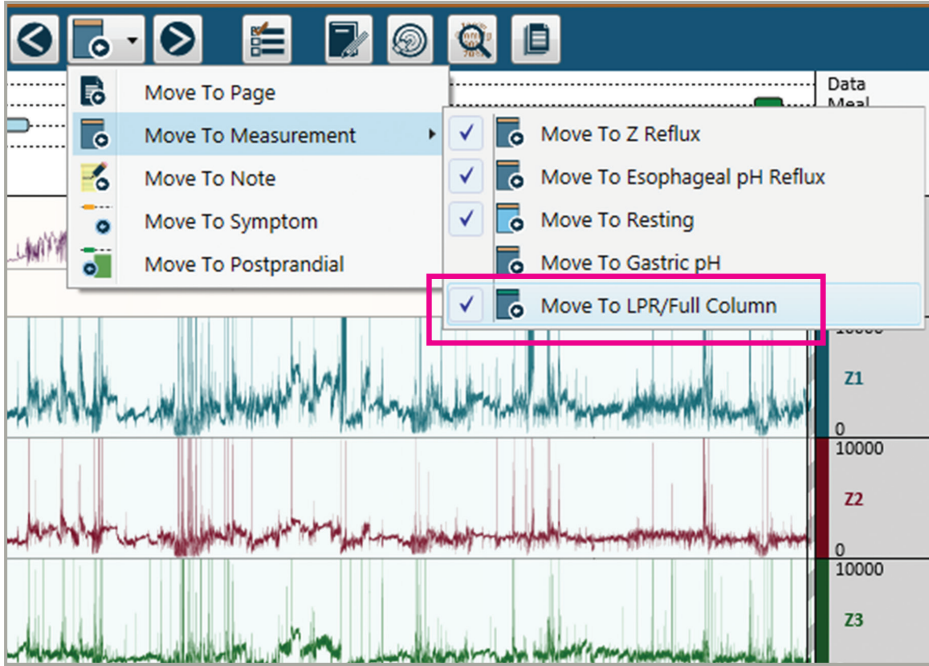 Data
Meal
Move To Page
Move To Measurement
Move To Note
Move To Symptom
Move To Postprandial
Move To Z Reflux
Move To Esophageal pH Reflux
Move To Resting
Move To Gastric pH
Move To LPR/Full Column
10000
Z1
0
10000
Z2
0
10000
Z3